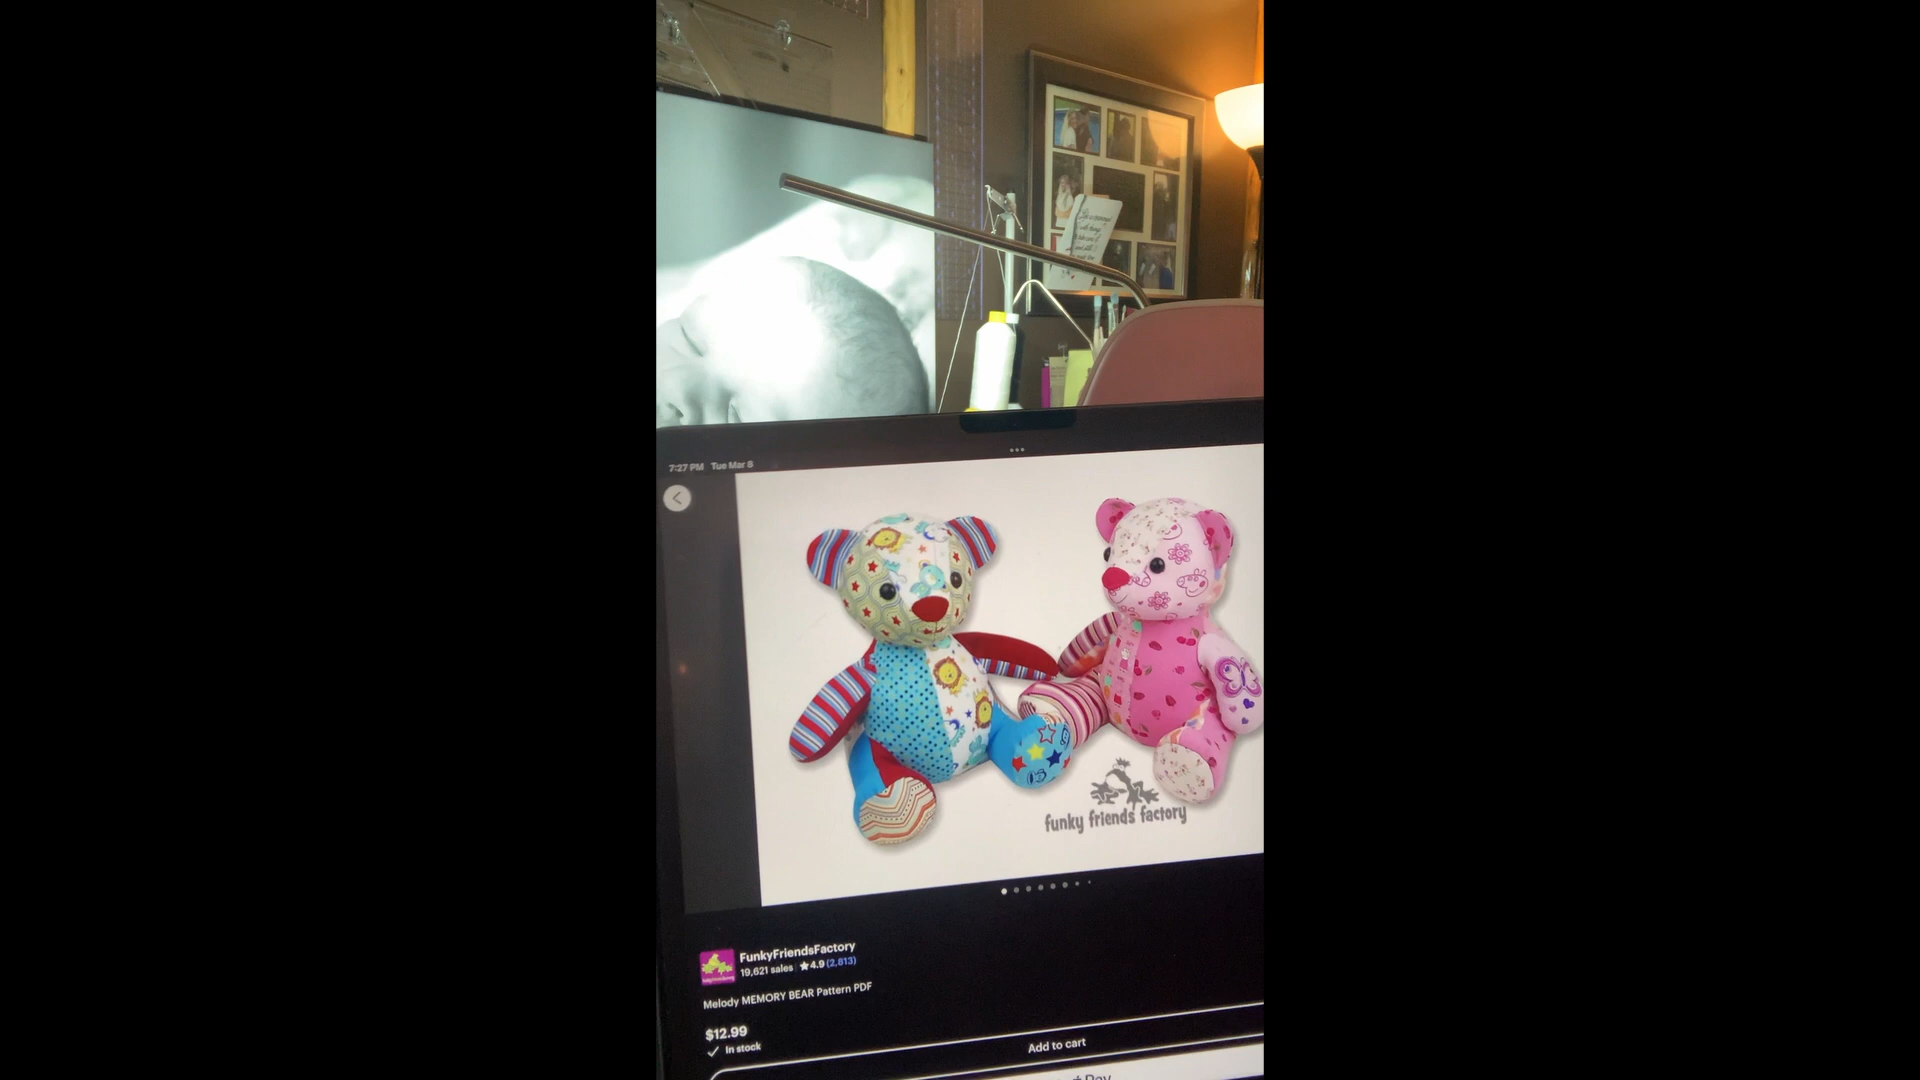 7:27 PM Tue Mar 8
funky friends factory
FunkyFriendsFactory
19,621 sales ★4.9 (2,813)
Melody MEMORY BEAR Pattern PDF
$12.99
✓ In stock
Add to cart
Pay